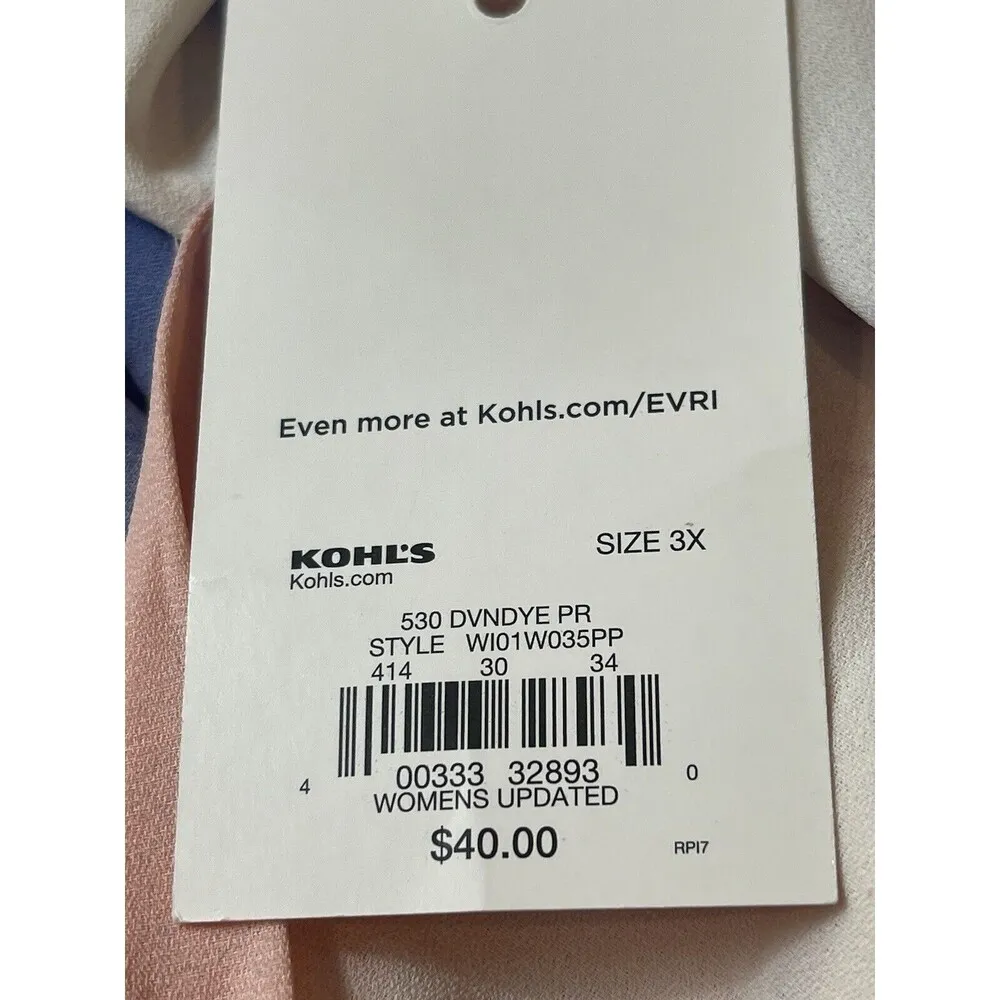 Even more at Kohls.com/EVRI
KOHL'S
SIZE 3X
Kohls.com
530 DVNDYE PR
STYLE WI01W035PP
414 30 34
4 00333 32893 0
WOMENS UPDATED
$40.00
RPI7